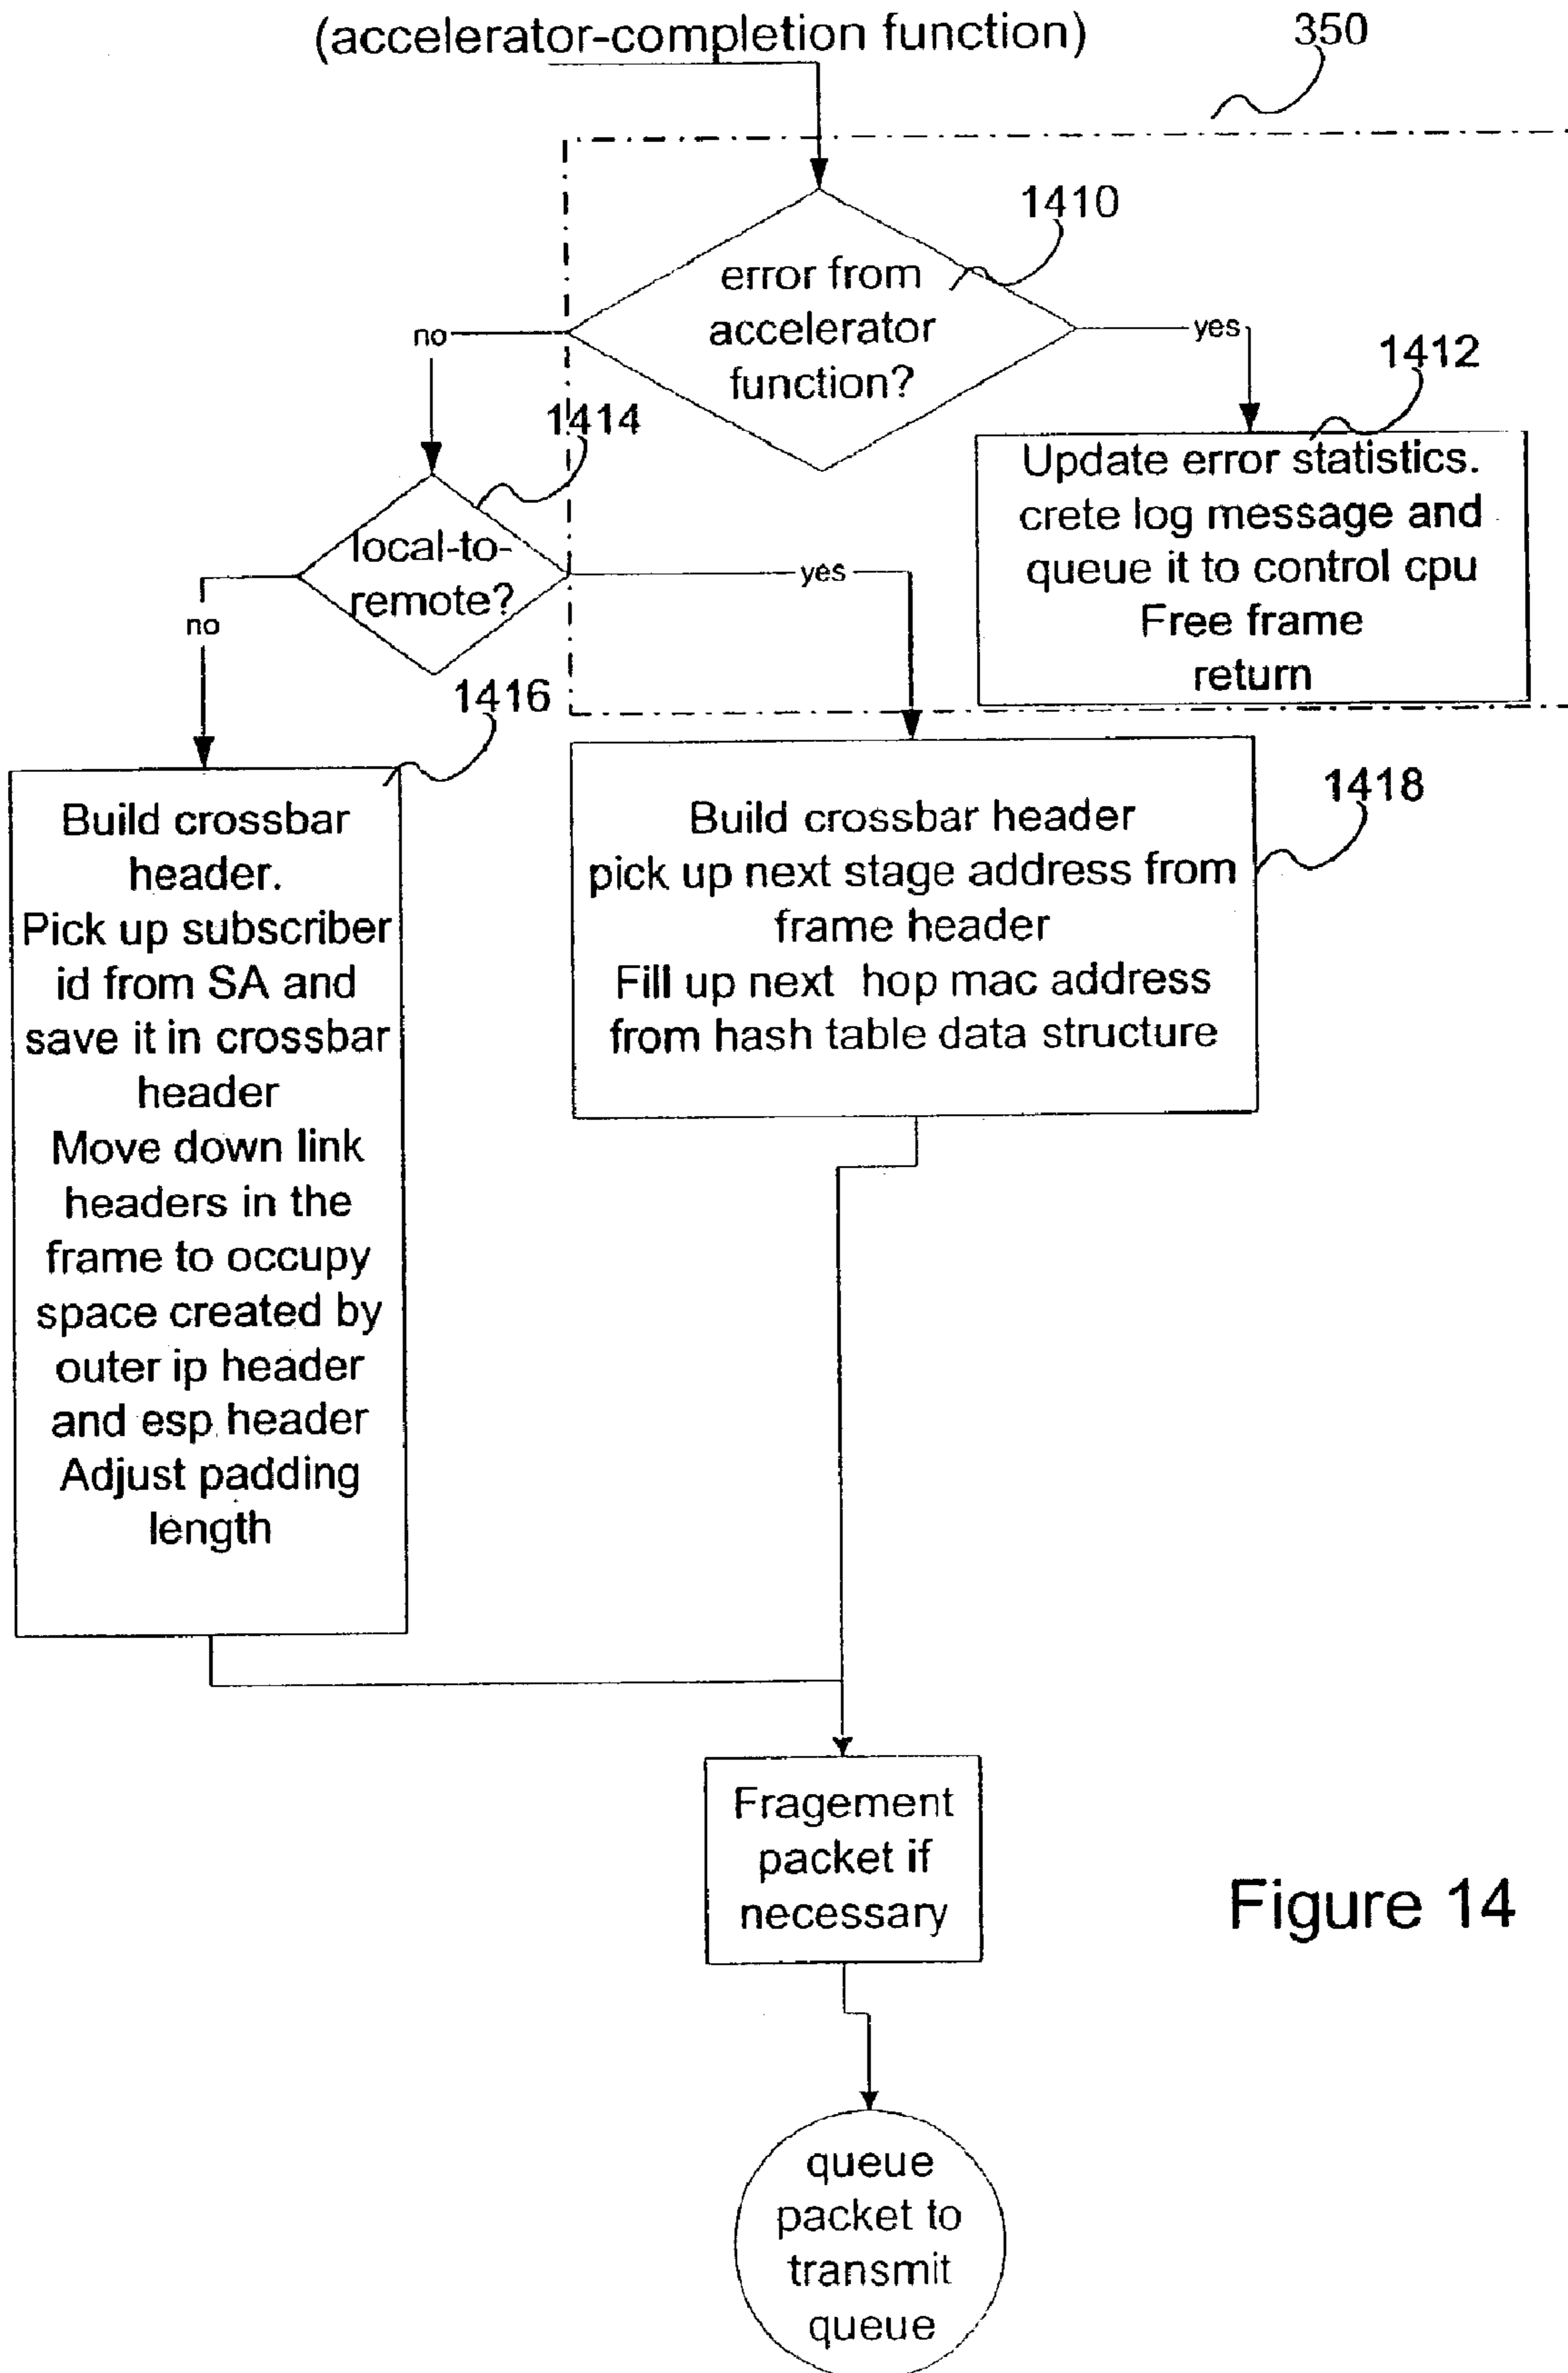 (accelerator-completion function)
350
1410
error from
accelerator
function?
no
yes
1412
1414
Update error statistics.
crete log message and
queue it to control cpu
Free frame
return
local-to-
remote?
yes
no
1416
Build crossbar
header.
Pick up subscriber
id from SA and
save it in crossbar
header
Move down link
headers in the
frame to occupy
space created by
outer ip header
and esp header
Adjust padding
length
1418
Build crossbar header
pick up next stage address from
frame header
Fill up next hop mac address
from hash table data structure
Fragement
packet if
necessary
Figure 14
queue
packet to
transmit
queue